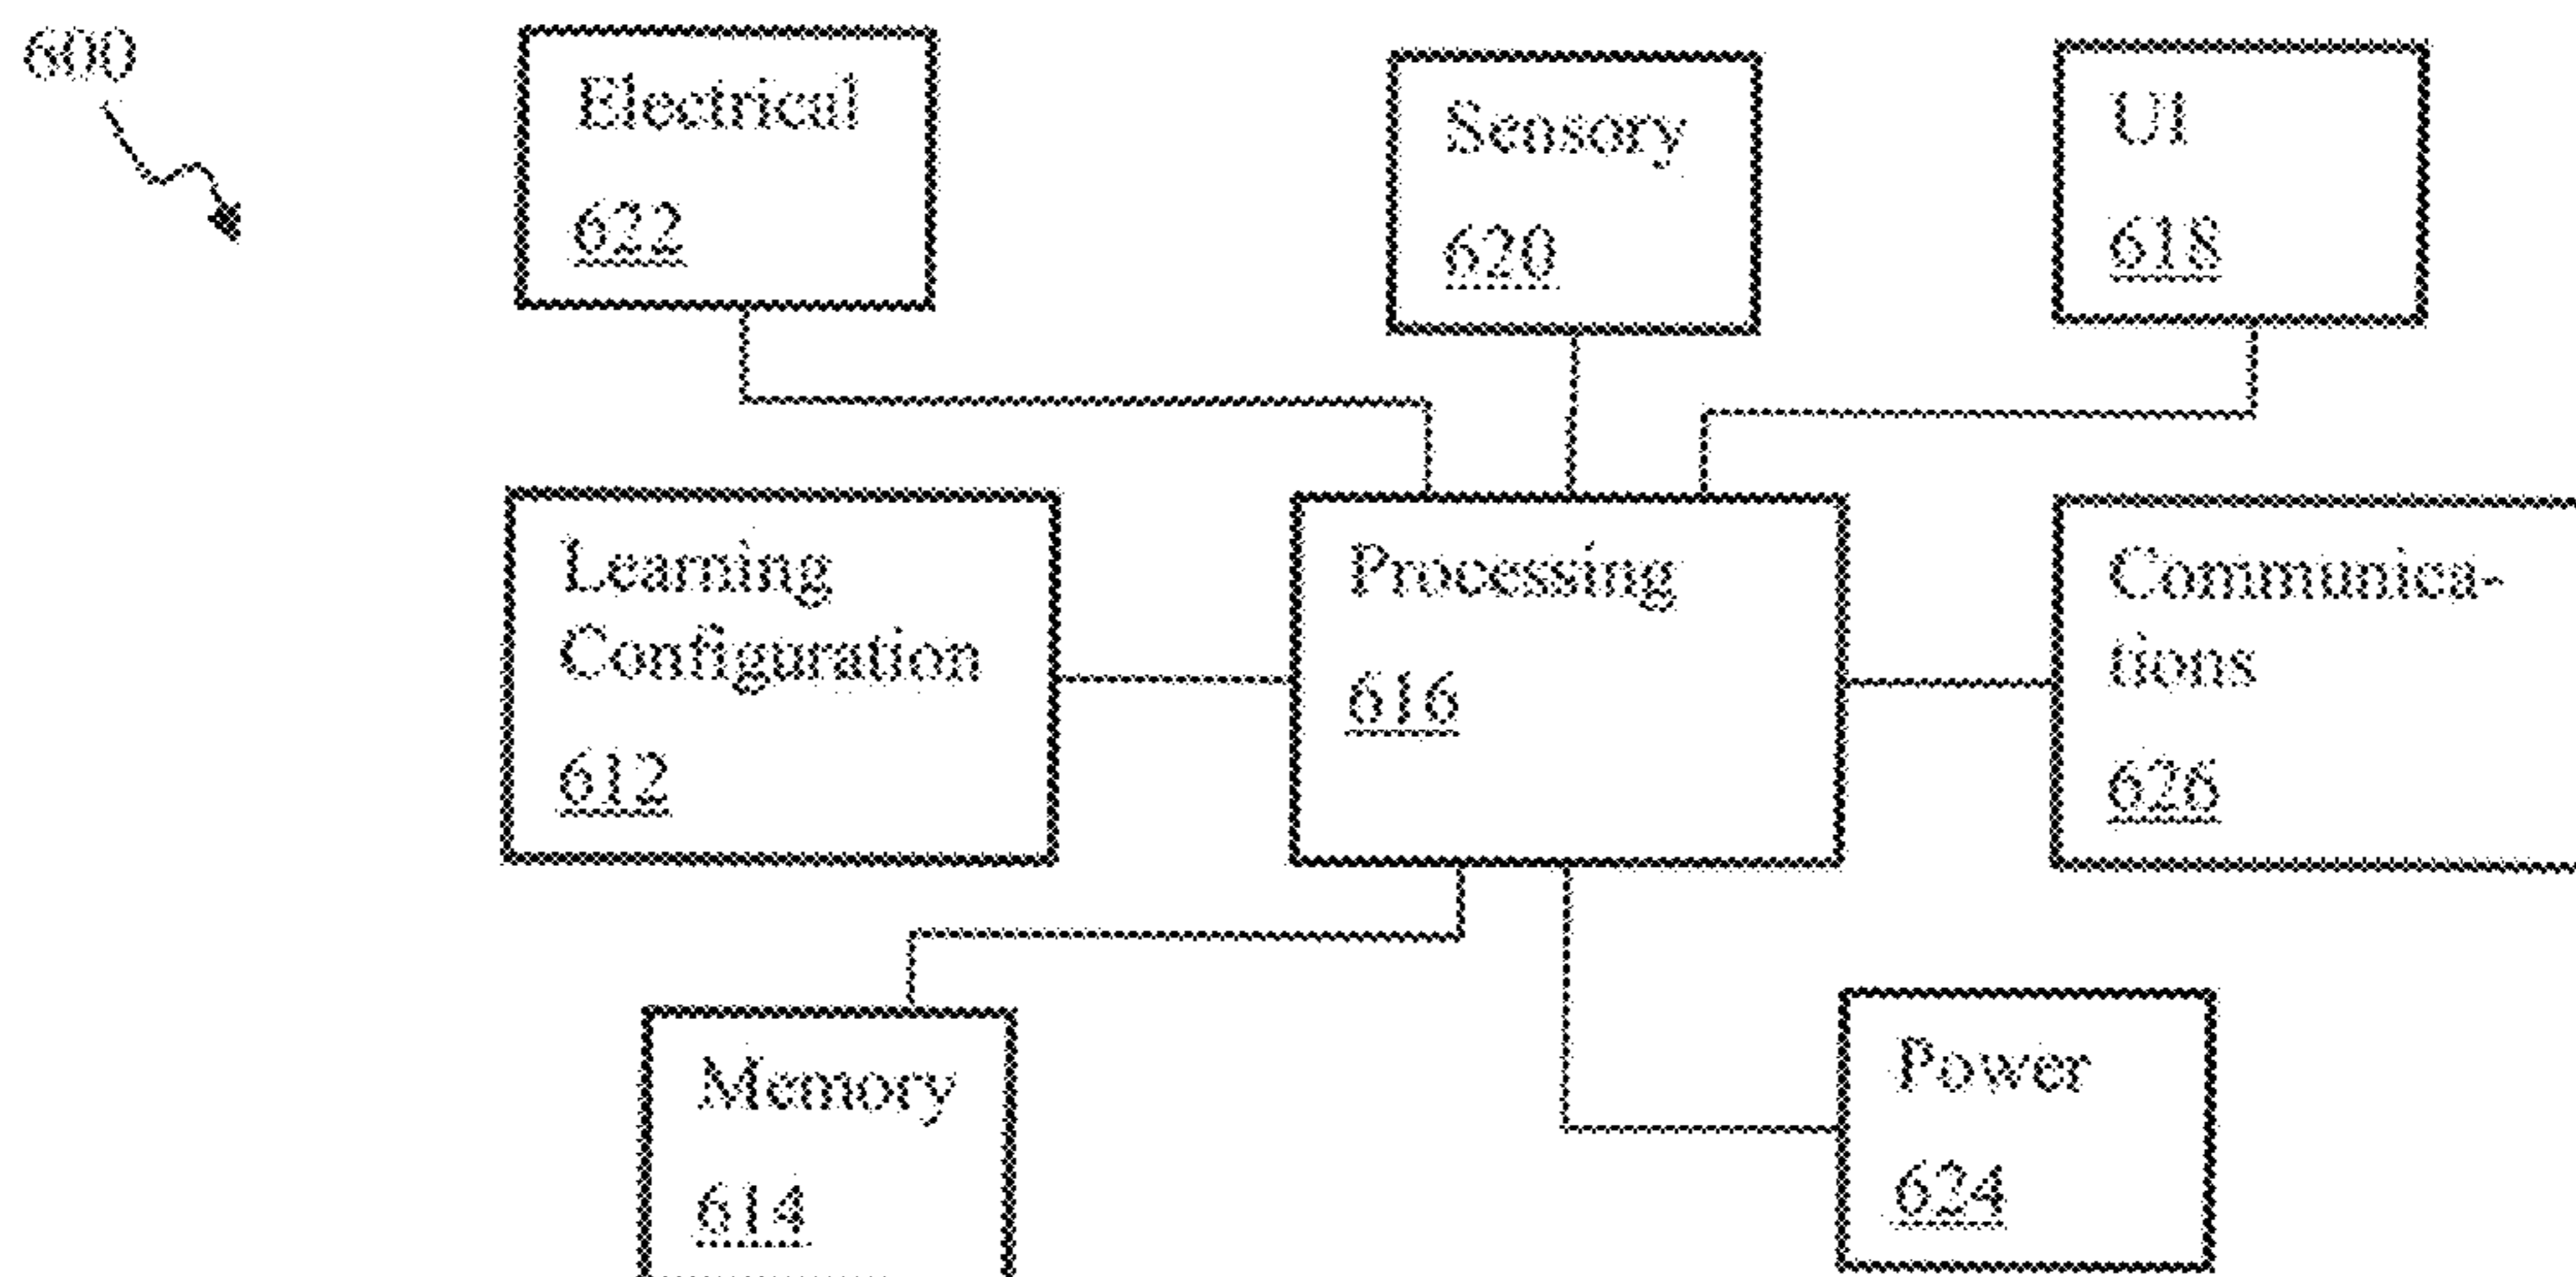 600
Electrical
622
Sensory
620
UI
618
Learning
Configuration
612
Processing
616
Communica-
tions
626
Memory
614
Power
624